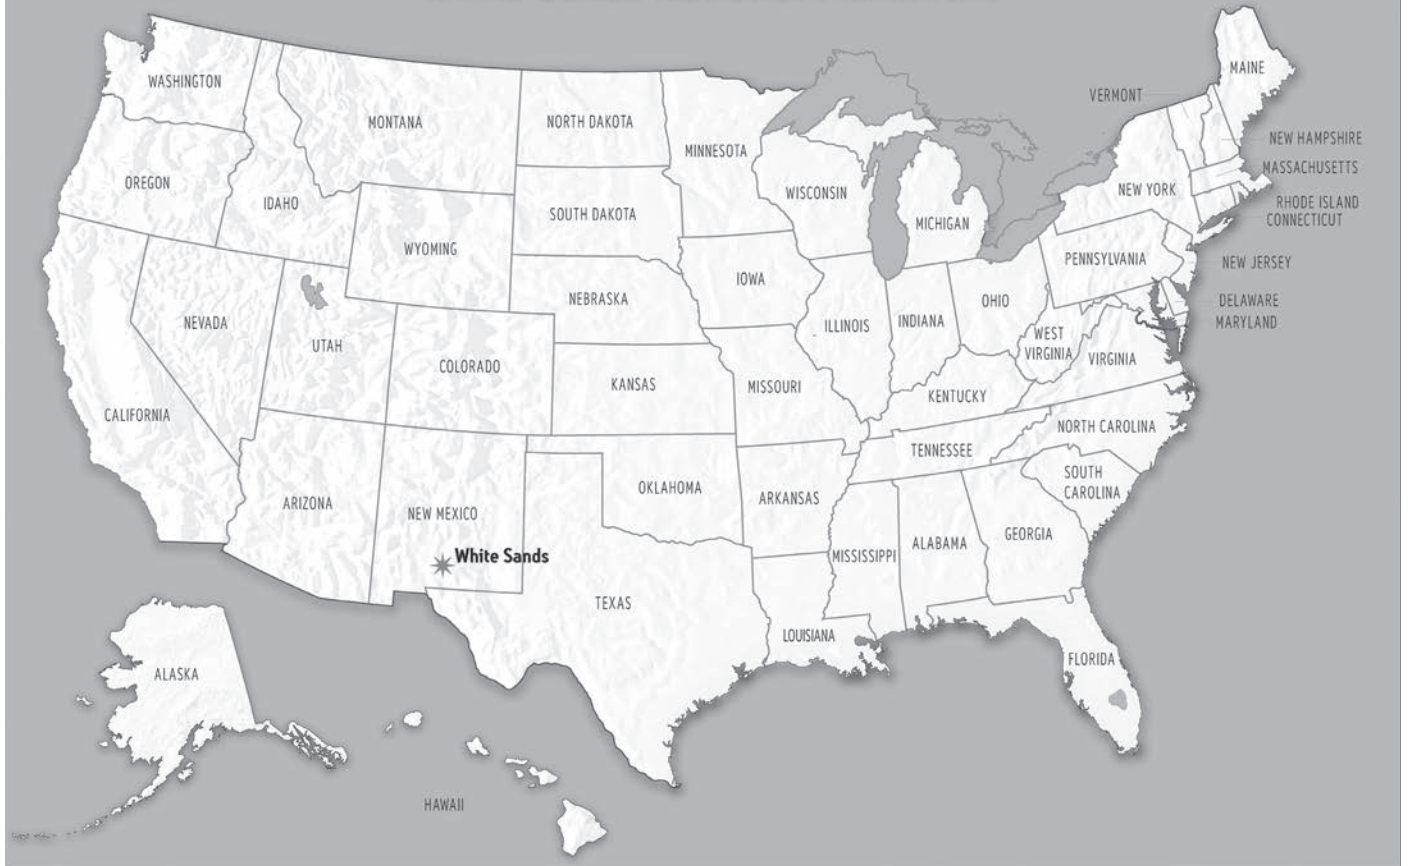 WASHINGTON
MONTANA
NORTH DAKOTA
MINNESOTA
MAINE
VERMONT
NEW HAMPSHIRE
MASSACHUSETTS
RHODE ISLAND
CONNECTICUT
NEW YORK
OREGON
IDAHO
WYOMING
SOUTH DAKOTA
WISCONSIN
MICHIGAN
PENNSYLVANIA
NEW JERSEY
DELAWARE
MARYLAND
NEVADA
UTAH
COLORADO
NEBRASKA
IOWA
ILLINOIS
INDIANA
OHIO
WEST
VIRGINIA
VIRGINIA
CALIFORNIA
KANSAS
MISSOURI
KENTUCKY
NORTH CAROLINA
TENNESSEE
SOUTH
CAROLINA
ARIZONA
NEW MEXICO
White Sands
OKLAHOMA
ARKANSAS
MISSISSIPPI
ALABAMA
GEORGIA
TEXAS
LOUISIANA
FLORIDA
ALASKA
HAWAII